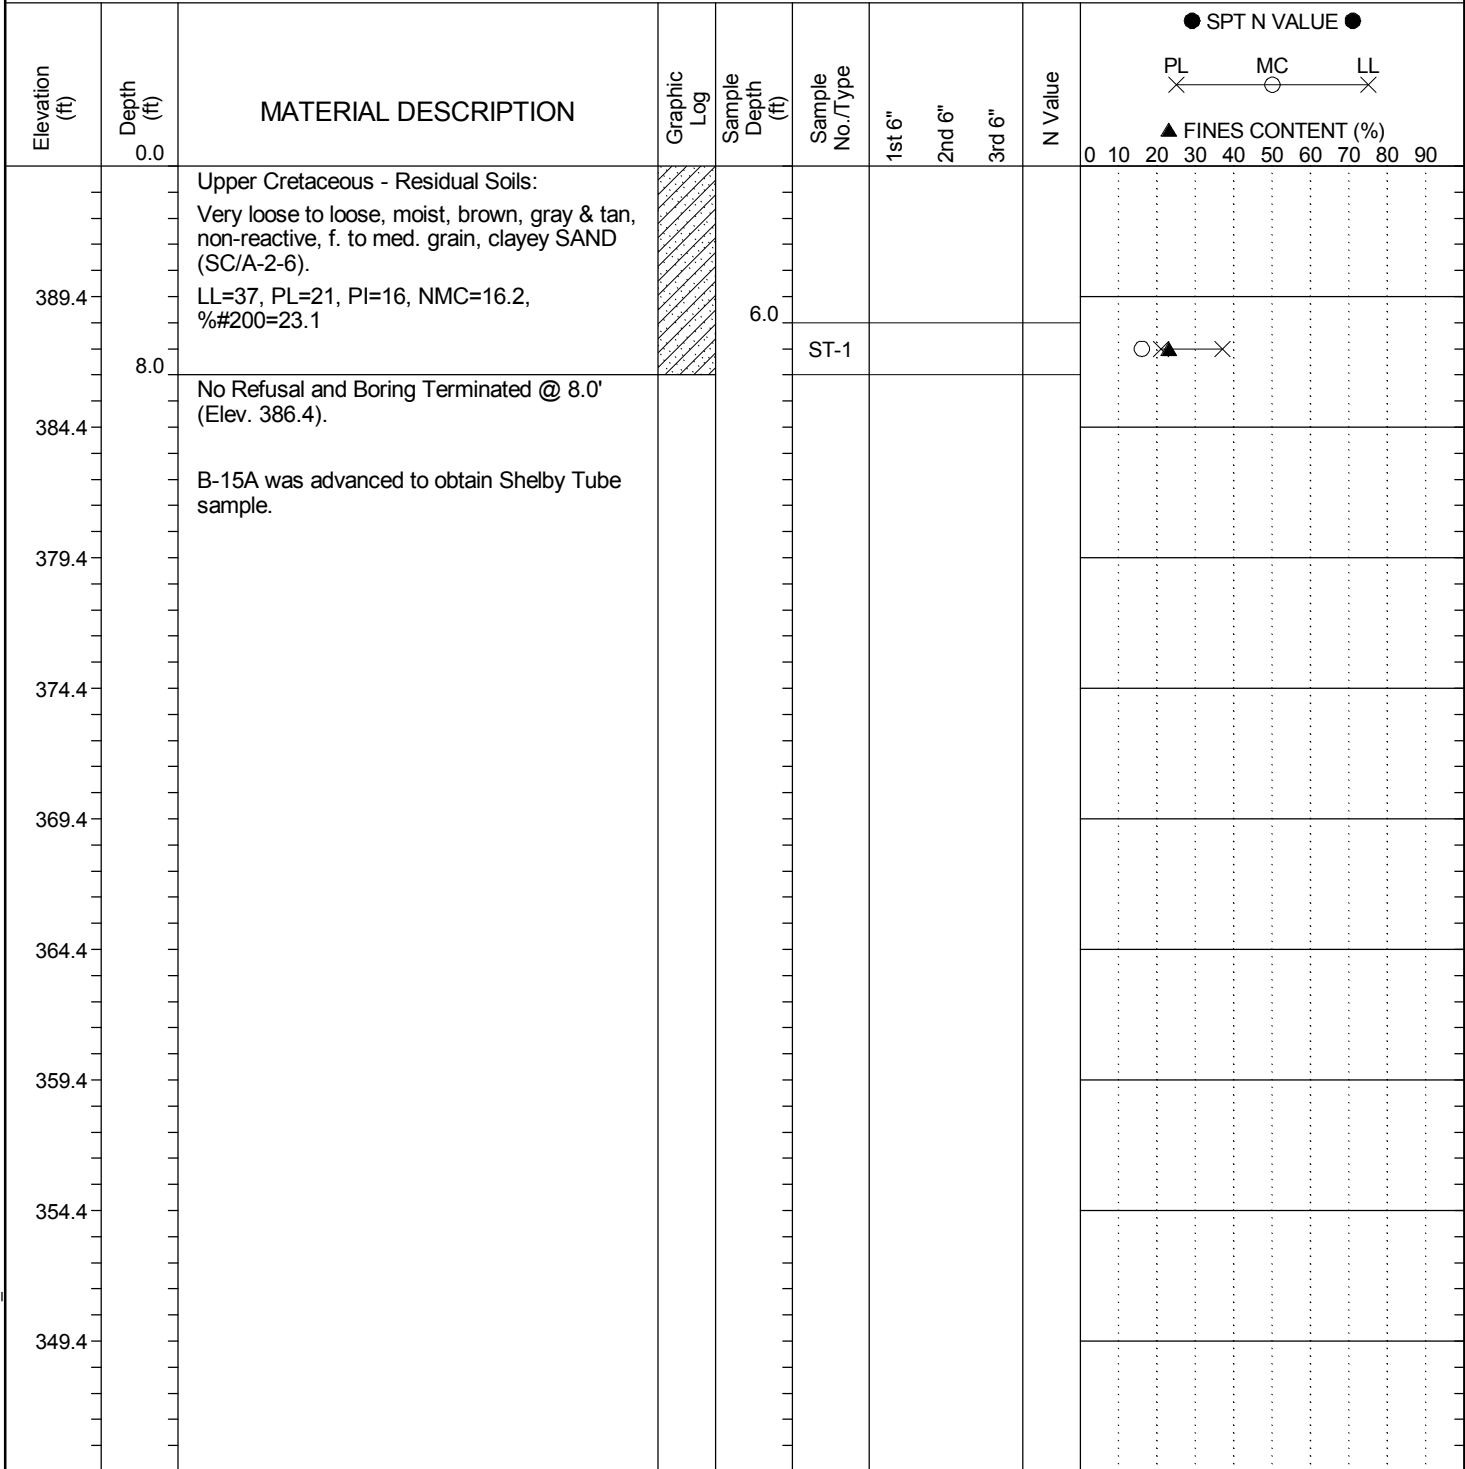 ● SPT N VALUE ●
PL MC LL
▲ FINES CONTENT (%)
0 10 20 30 40 50 60 70 80 90
Elevation
(ft)
Depth
(ft)
0.0
MATERIAL DESCRIPTION
Graphic
Log
Sample
Depth
(ft)
Sample
No./Type
1st 6"
2nd 6"
3rd 6"
N Value
Upper Cretaceous - Residual Soils:
Very loose to loose, moist, brown, gray & tan,
non-reactive, f. to med. grain, clayey SAND
(SC/A-2-6).
389.4
LL=37, PL=21, PI=16, NMC=16.2,
%#200=23.1
6.0
ST-1
8.0
No Refusal and Boring Terminated @ 8.0'
(Elev. 386.4).
384.4
B-15A was advanced to obtain Shelby Tube
sample.
379.4
374.4
369.4
364.4
359.4
354.4
349.4